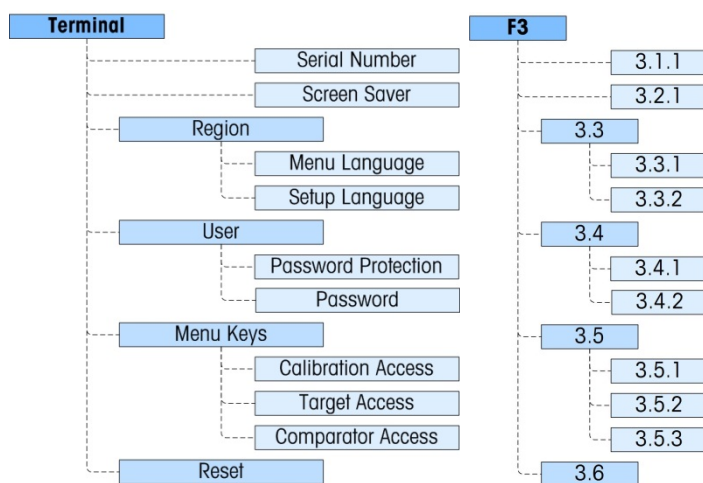 Terminal
Serial Number
Screen Saver
Region
Menu Language
Setup Language
User
Password Protection
Password
Menu Keys
Calibration Access
Target Access
Comparator Access
Reset
F3
3.1.1
3.2.1
3.3
3.3.1
3.3.2
3.4
3.4.1
3.4.2
3.5
3.5.1
3.5.2
3.5.3
3.6